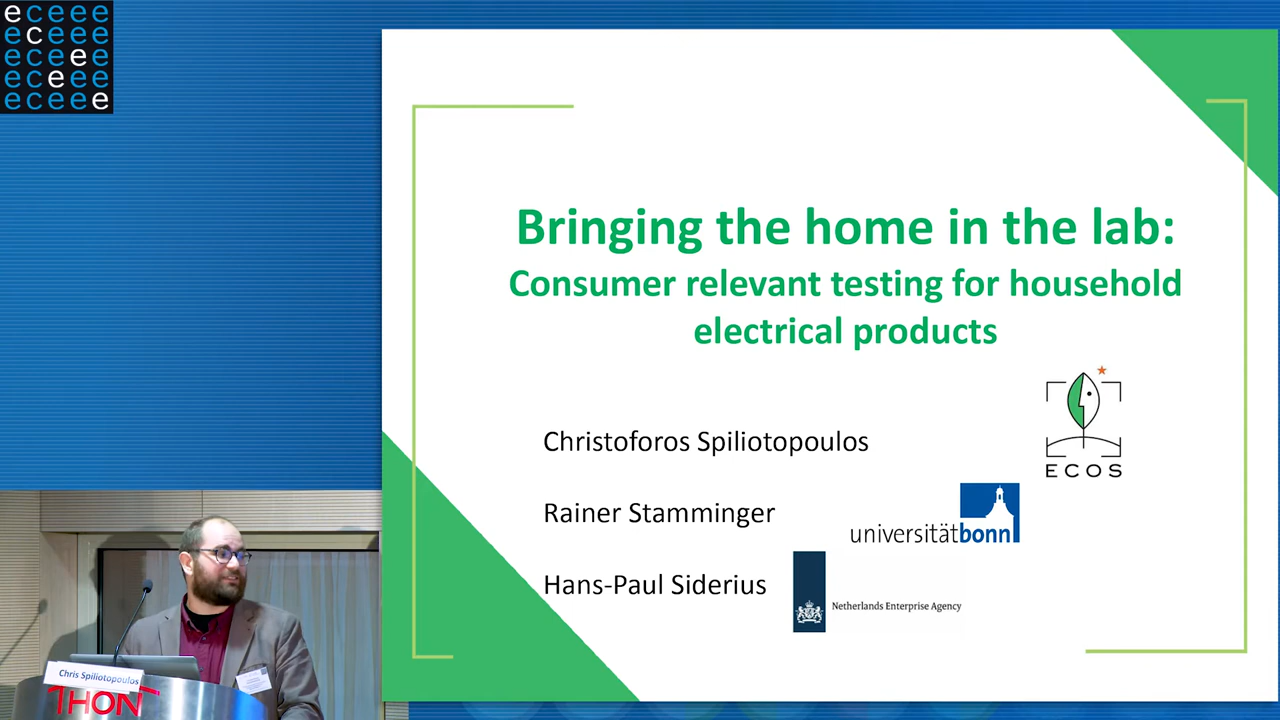 eceee
eceee
eceee
eceee
eceee
Bringing the home in the lab:
Consumer relevant testing for household
electrical products
ECOS
Christoforos Spiliotopoulos
Rainer Stamminger
universitätbonn
Hans-Paul Siderius
Netherlands Enterprise Agency
Chris Spiliotopoulos
THON